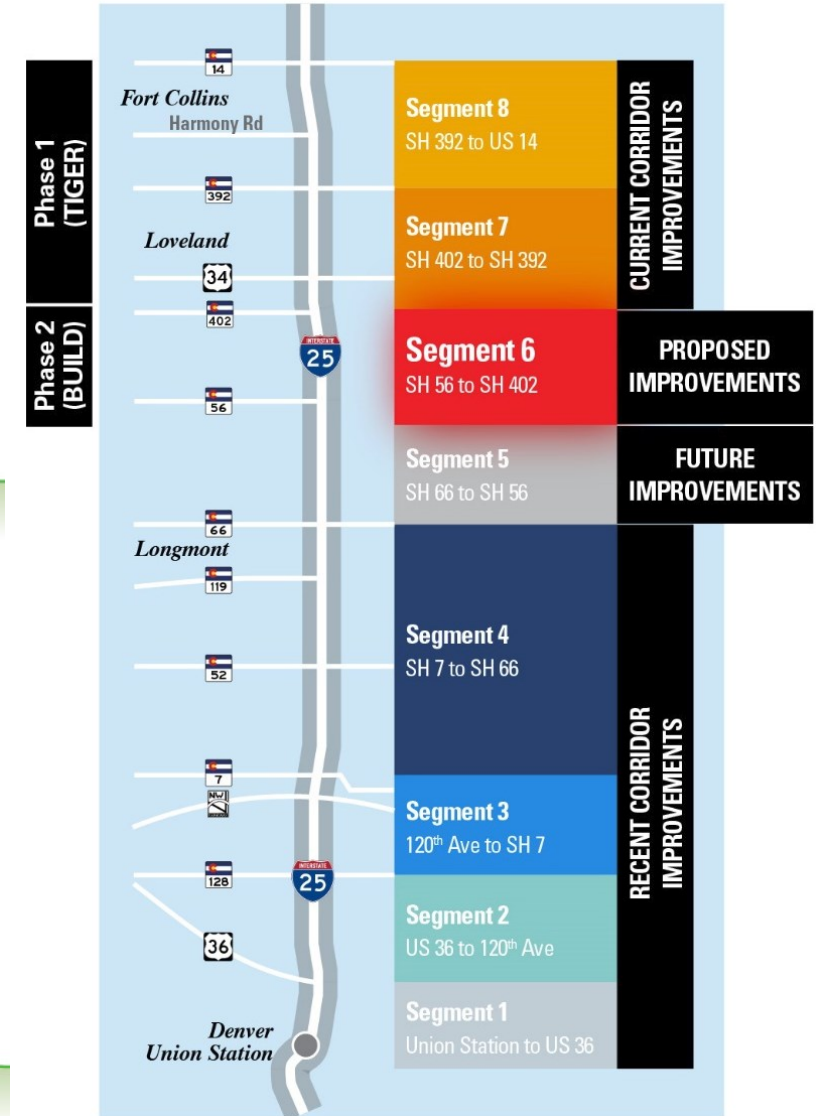 Phase 1
(TIGER)
Phase 2
(BUILD)
14
Fort Collins
Harmony Rd
392
Loveland
34
402
INTERSTATE
25
56
66
Longmont
119
52
7
NW
128
INTERSTATE
25
36
Denver
Union Station
Segment 8
SH 392 to US 14
Segment 7
SH 402 to SH 392
Segment 6
SH 56 to SH 402
Segment 5
SH 66 to SH 56
Segment 4
SH 7 to SH 66
Segment 3
120th Ave to SH 7
Segment 2
US 36 to 120th Ave
Segment 1
Union Station to US 36
CURRENT CORRIDOR
IMPROVEMENTS
PROPOSED
IMPROVEMENTS
FUTURE
IMPROVEMENTS
RECENT CORRIDOR
IMPROVEMENTS